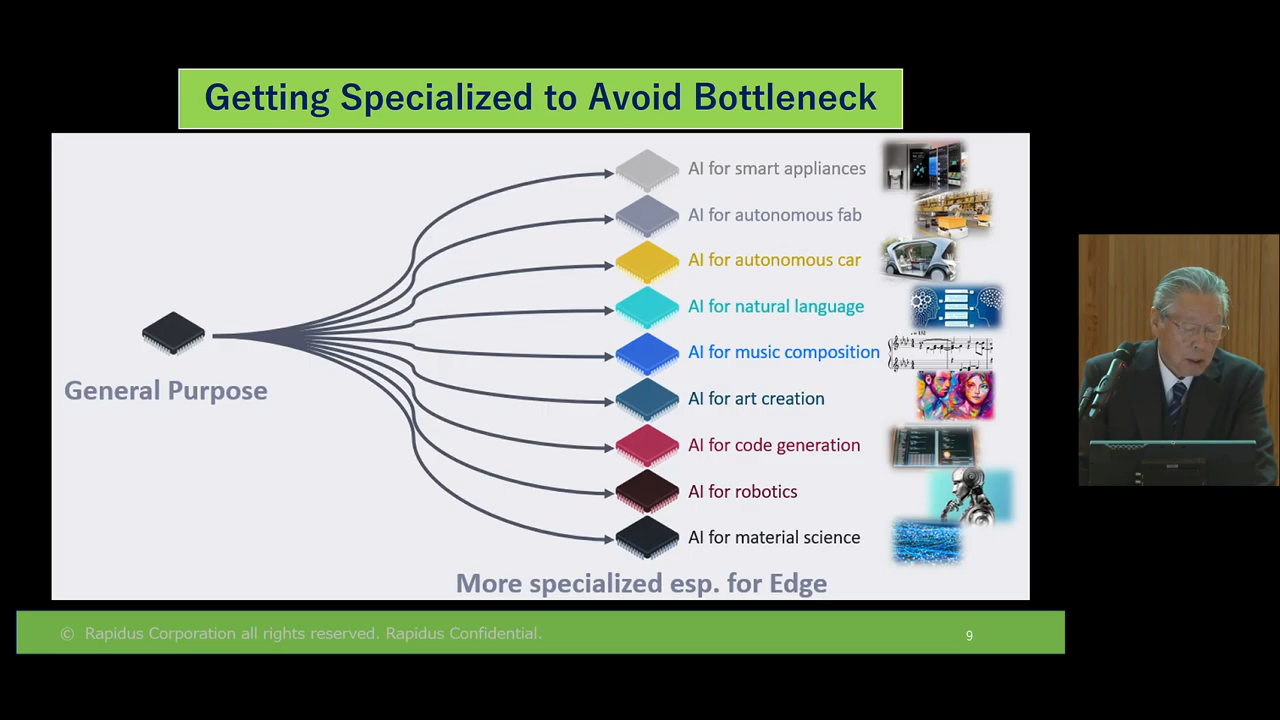 Getting Specialized to Avoid Bottleneck
General Purpose
AI for smart appliances
AI for autonomous fab
AI for autonomous car
AI for natural language
AI for music composition
AI for art creation
AI for code generation
AI for robotics
AI for material science
More specialized esp. for Edge
© Rapidus Corporation all rights reserved. Rapidus Confidential.
9